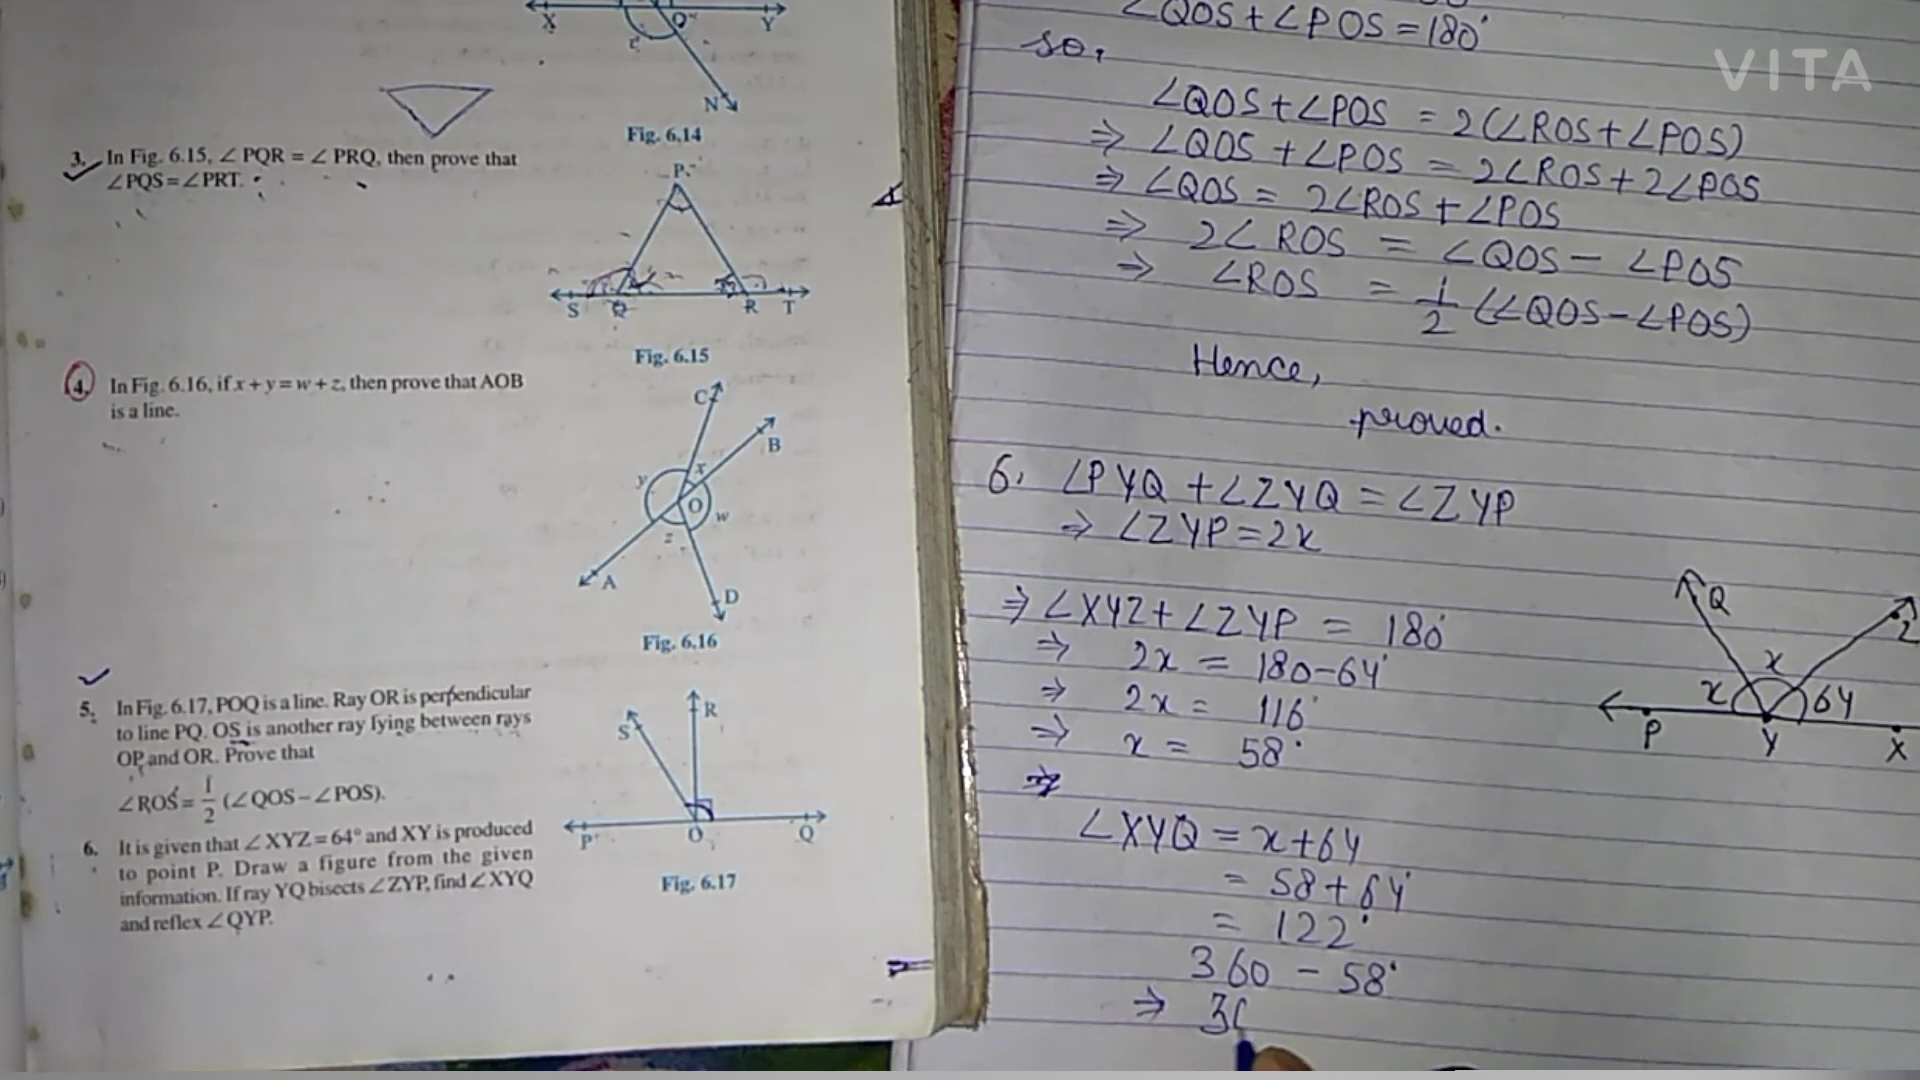 X
O
Y
N
Fig. 6.14
3. In Fig. 6.15, ∠ PQR = ∠ PRQ, then prove that
∠ PQS = ∠ PRT.
P
S
Q
R
T
Fig. 6.15
4. In Fig. 6.16, if x + y = w + z, then prove that AOB
is a line.
C
B
y
x
O
w
z
A
D
Fig. 6.16
5. In Fig. 6.17, POQ is a line. Ray OR is perpendicular
to line PQ. OS is another ray lying between rays
OP and OR. Prove that
∠ ROS = 1/2 (∠ QOS – ∠ POS).
S
R
P
O
Q
Fig. 6.17
6. It is given that ∠ XYZ = 64° and XY is produced
to point P. Draw a figure from the given
information. If ray YQ bisects ∠ ZYP, find ∠ XYQ
and reflex ∠ QYP.
VITA
∠QOS + ∠POS = 180°
so,
∠QOS + ∠POS = 2(∠ROS + ∠POS)
⇒ ∠QOS + ∠POS = 2∠ROS + 2∠POS
⇒ ∠QOS = 2∠ROS + ∠POS
⇒ 2∠ROS = ∠QOS – ∠POS
⇒ ∠ROS = 1/2 (∠QOS – ∠POS)
Hence,
proved.
6. ∠PYQ + ∠ZYQ = ∠ZYP
⇒ ∠ZYP = 2x
⇒ ∠XYZ + ∠ZYP = 180°
⇒ 2x = 180 – 64°
⇒ 2x = 116°
⇒ x = 58°
⇒
∠XYQ = x + 64
= 58 + 64°
= 122°
360 – 58°
⇒ 30
Q
Z
x
x
64
P
Y
X